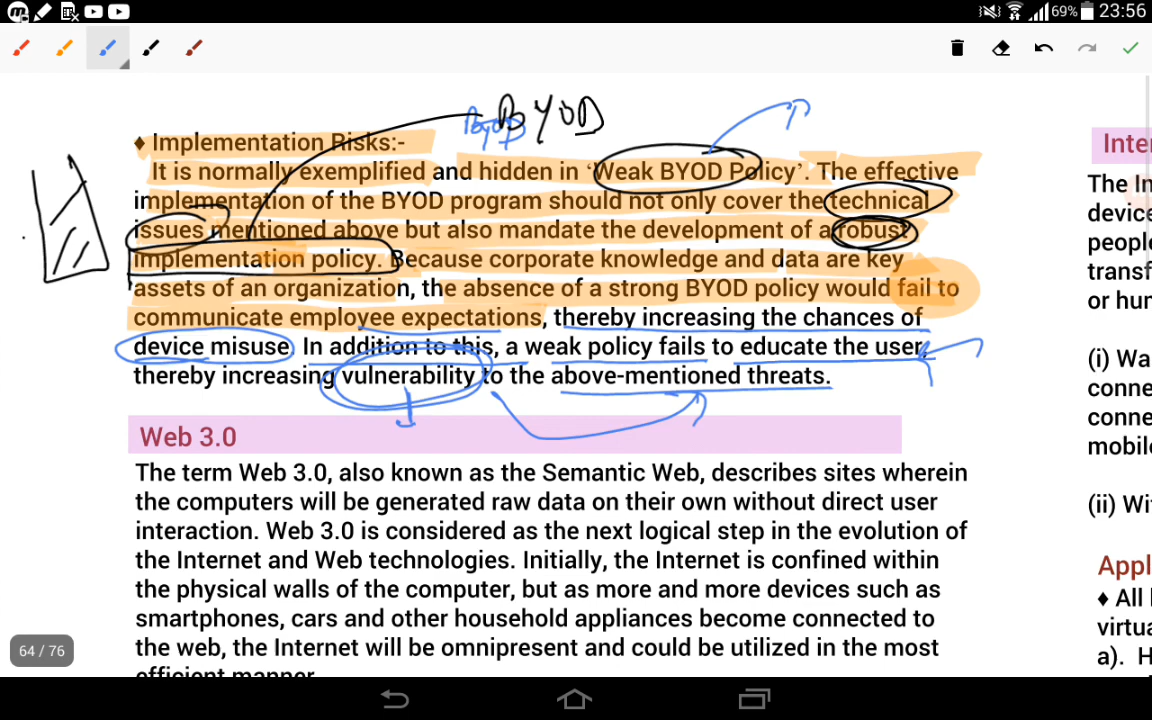 69% 23:56
BYOD BYOD
♦ Implementation Risks:-
It is normally exemplified and hidden in ‘Weak BYOD Policy’. The effective
implementation of the BYOD program should not only cover the technical
issues mentioned above but also mandate the development of a robust
implementation policy. Because corporate knowledge and data are key
assets of an organization, the absence of a strong BYOD policy would fail to
communicate employee expectations, thereby increasing the chances of
device misuse. In addition to this, a weak policy fails to educate the user,
thereby increasing vulnerability to the above-mentioned threats.
Web 3.0
The term Web 3.0, also known as the Semantic Web, describes sites wherein
the computers will be generated raw data on their own without direct user
interaction. Web 3.0 is considered as the next logical step in the evolution of
the Internet and Web technologies. Initially, the Internet is confined within
the physical walls of the computer, but as more and more devices such as
smartphones, cars and other household appliances become connected to
the web, the Internet will be omnipresent and could be utilized in the most
efficient manner.
Inte
The In
device
people
transf
or hun
(i) Wa
conne
conne
mobile
(ii) Wi
Appl
♦ All
virtua
a). H
64 / 76